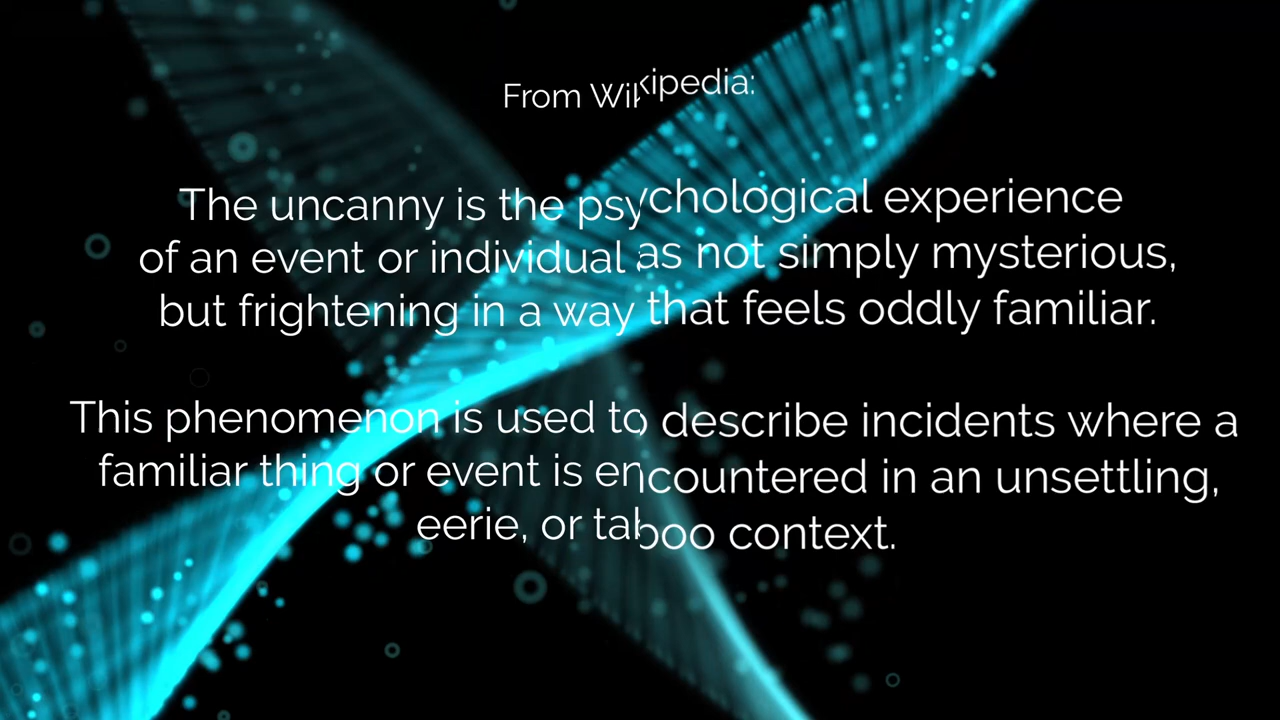 From Wikipedia:
The uncanny is the psychological experience
of an event or individual as not simply mysterious,
but frightening in a way that feels oddly familiar.
This phenomenon is used to describe incidents where a
familiar thing or event is encountered in an unsettling,
eerie, or taboo context.